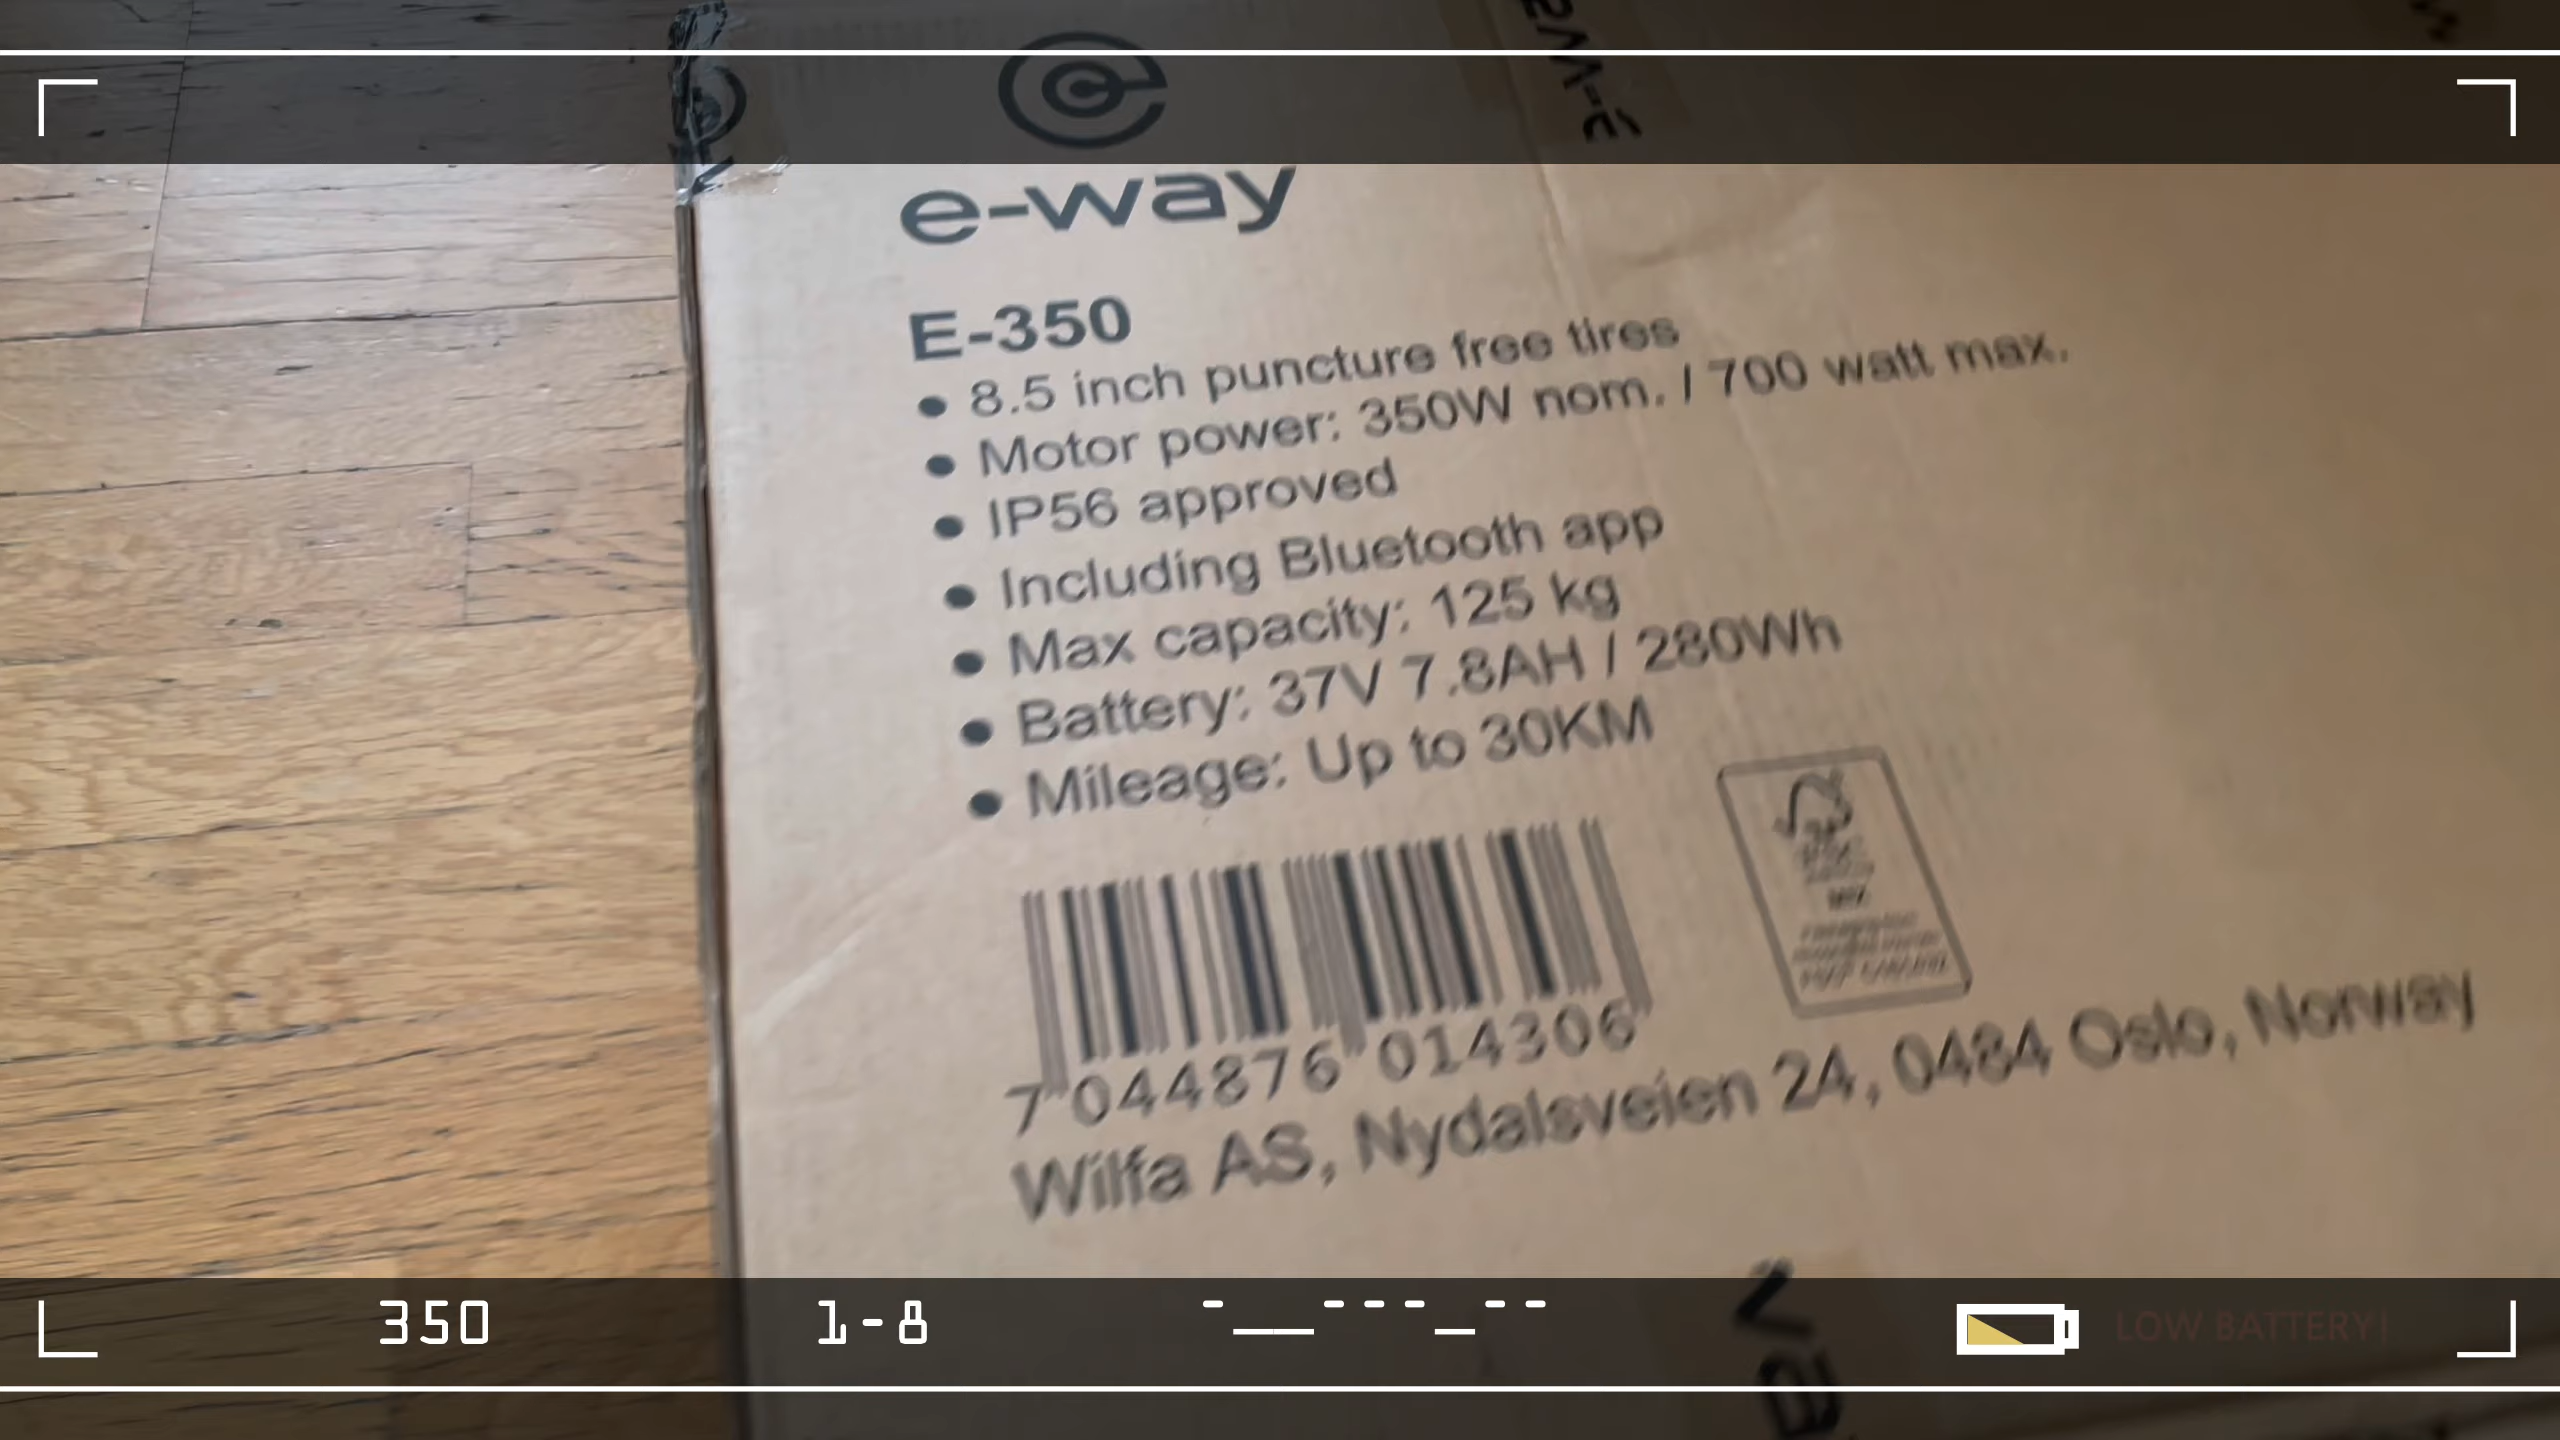 e-way
E-350
• 8.5 inch puncture free tires
• Motor power: 350W nom. / 700 watt max.
• IP56 approved
• Including Bluetooth app
• Max capacity: 125 kg
• Battery: 37V 7.8AH / 280Wh
• Mileage: Up to 30KM
7 044876 014306
Wilfa AS, Nydalsveien 24, 0484 Oslo, Norway
350 1-8 LOW BATTERY!